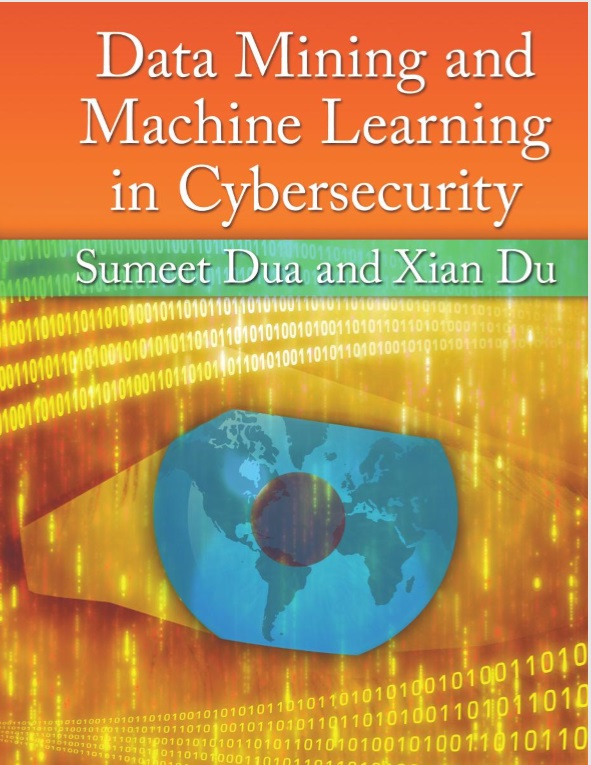 Data Mining and
Machine Learning
in Cybersecurity
Sumeet Dua and Xian Du